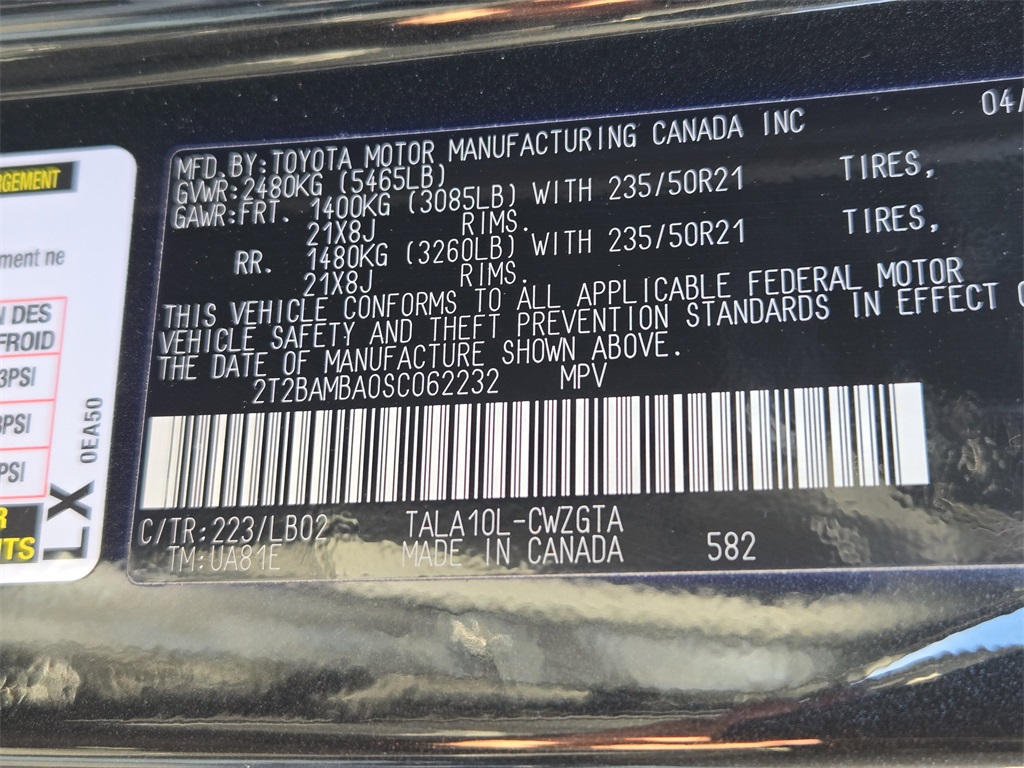 04/
MFD.BY:TOYOTA MOTOR MANUFACTURING CANADA INC
GVWR:2480KG (5465LB)
GAWR:FRT. 1400KG (3085LB) WITH 235/50R21 TIRES,
21X8J RIMS.
RR. 1480KG (3260LB) WITH 235/50R21 TIRES,
21X8J RIMS.
THIS VEHICLE CONFORMS TO ALL APPLICABLE FEDERAL MOTOR
VEHICLE SAFETY AND THEFT PREVENTION STANDARDS IN EFFECT O
THE DATE OF MANUFACTURE SHOWN ABOVE.
2T2BAMBA0SC062232 MPV
C/TR:223/LB02 TALA10L-CWZGTA
TM:UA81E MADE IN CANADA 582
RGEMENT
ment ne
N DES
FROID
3PSI
3PSI
PSI
R
NTS
LX
0EA50